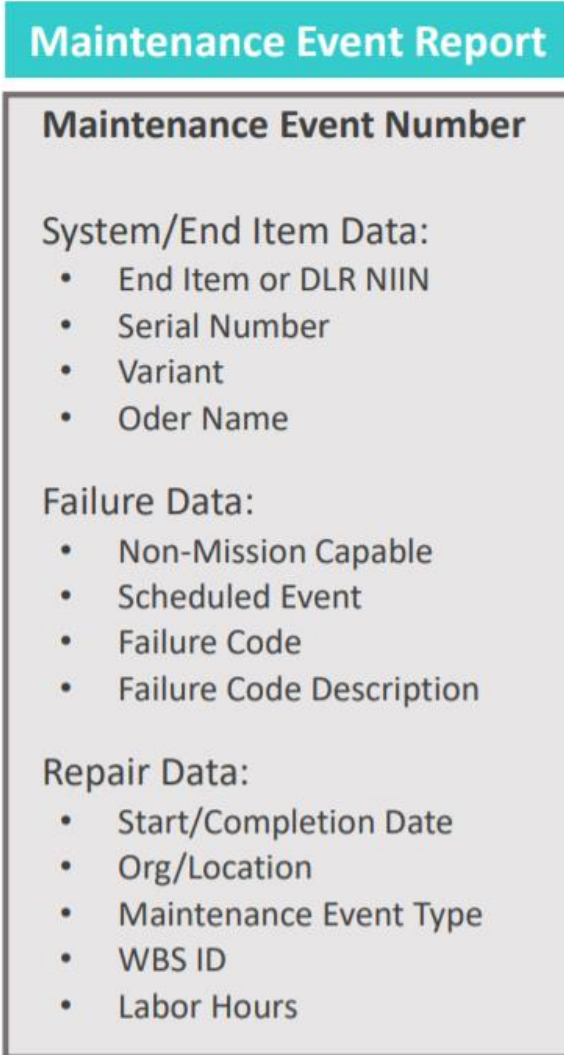 Maintenance Event Report
Maintenance Event Number
System/End Item Data:
• End Item or DLR NIIN
• Serial Number
• Variant
• Oder Name
Failure Data:
• Non-Mission Capable
• Scheduled Event
• Failure Code
• Failure Code Description
Repair Data:
• Start/Completion Date
• Org/Location
• Maintenance Event Type
• WBS ID
• Labor Hours